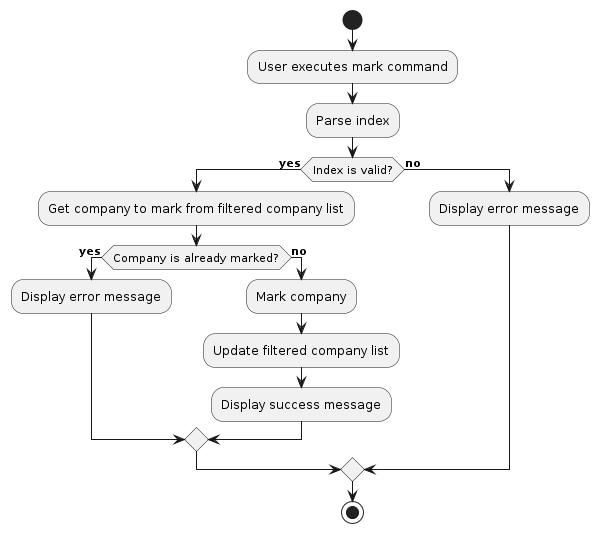 User executes mark command
Parse index
yes
Index is valid?
no
Get company to mark from filtered company list
Display error message
yes
Company is already marked?
no
Display error message
Mark company
Update filtered company list
Display success message